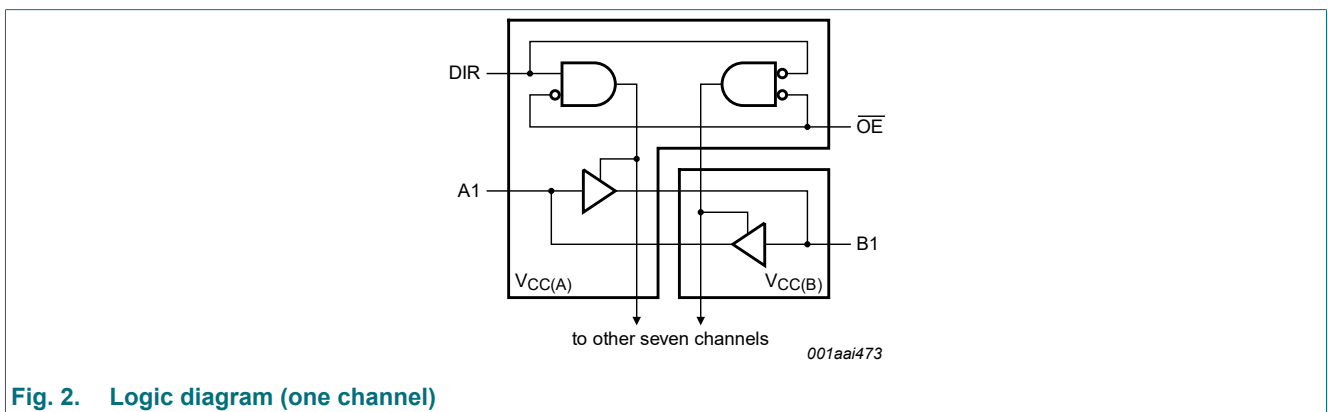 DIR
OE
A1
B1
VCC(A)
VCC(B)
to other seven channels
001aai473
Fig. 2. Logic diagram (one channel)